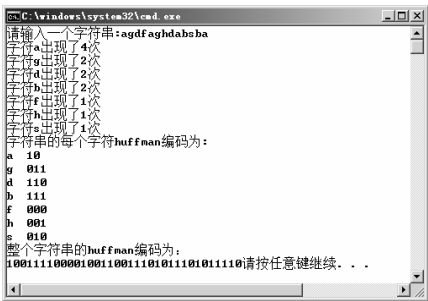 C:\windows\system32\cmd.exe
请输入一个字符串:agdfaghdabsba
字符a出现了4次
字符g出现了2次
字符d出现了2次
字符b出现了2次
字符f出现了1次
字符h出现了1次
字符s出现了1次
字符串的每个字符huffman编码为:
a 10
g 011
d 110
b 111
f 000
h 001
s 010
整个字符串的huffman编码为:
10011110000100110011101011101011110请按任意键继续. . .